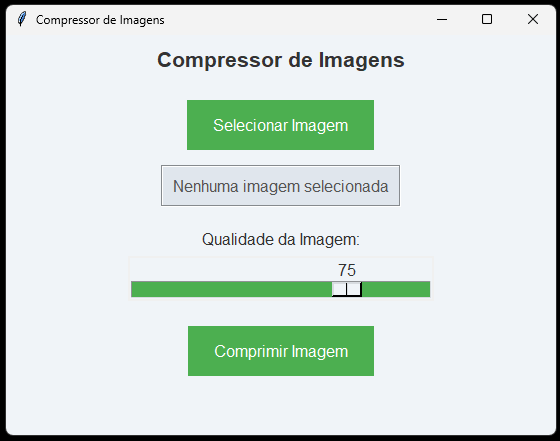 Compressor de Imagens
Compressor de Imagens
Selecionar Imagem
Nenhuma imagem selecionada
Qualidade da Imagem:
75
Comprimir Imagem